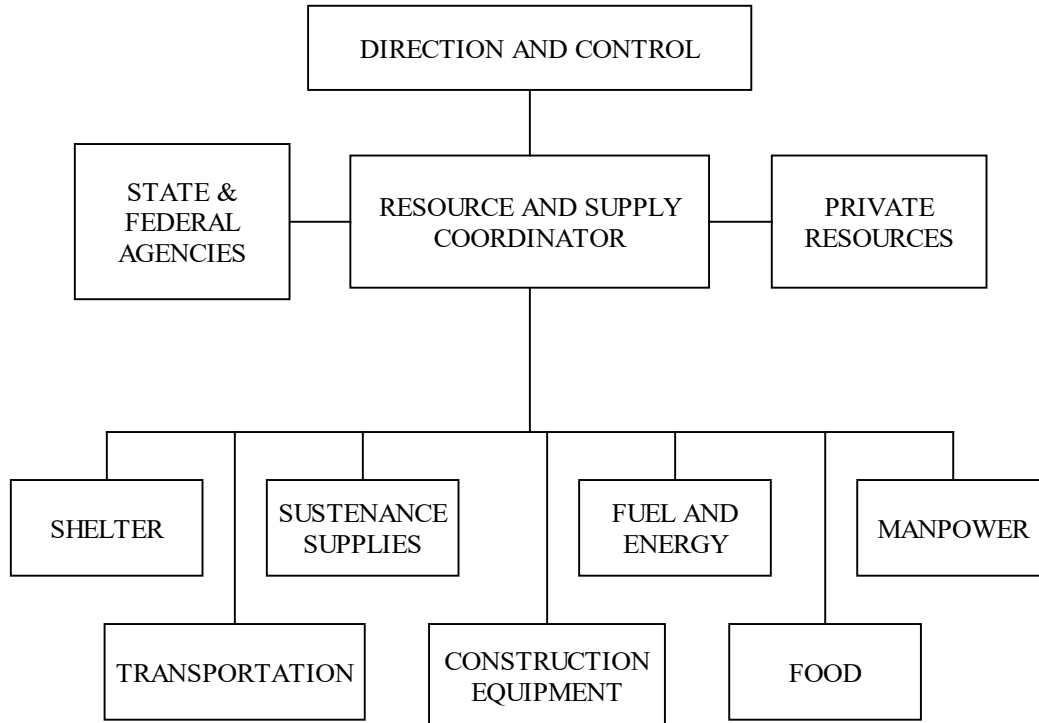 DIRECTION AND CONTROL
STATE &
FEDERAL
AGENCIES
RESOURCE AND SUPPLY
COORDINATOR
PRIVATE
RESOURCES
SHELTER
SUSTENANCE
SUPPLIES
FUEL AND
ENERGY
MANPOWER
TRANSPORTATION
CONSTRUCTION
EQUIPMENT
FOOD